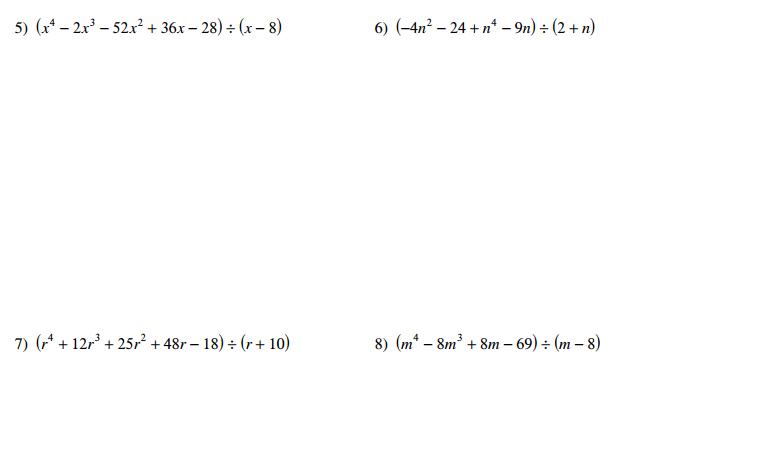 5) (x⁴ – 2x³ – 52x² + 36x – 28) ÷ (x – 8)
6) (–4n² – 24 + n⁴ – 9n) ÷ (2 + n)
7) (r⁴ + 12r³ + 25r² + 48r – 18) ÷ (r + 10)
8) (m⁴ – 8m³ + 8m – 69) ÷ (m – 8)